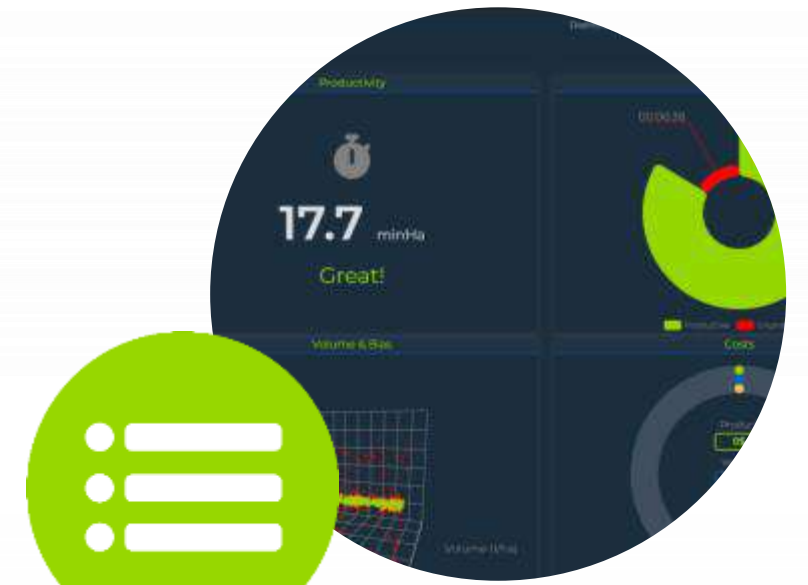 Productivity
00:06:38
17.7 minHa
Great!
Volume & Bias
Costs
Volume (l/ha)